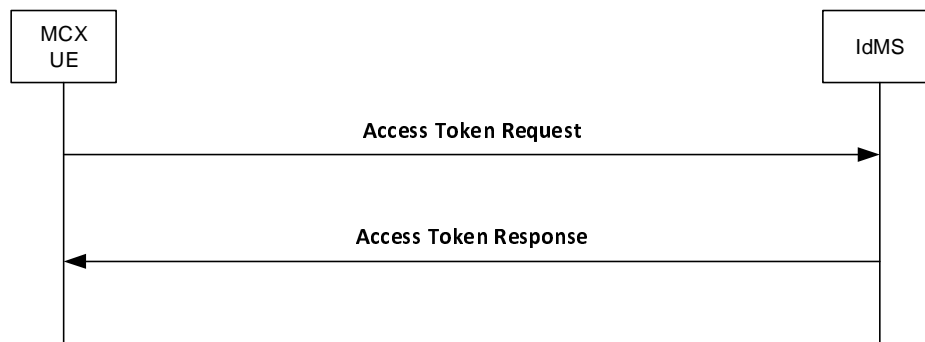 MCX
UE
IdMS
Access Token Request
Access Token Response